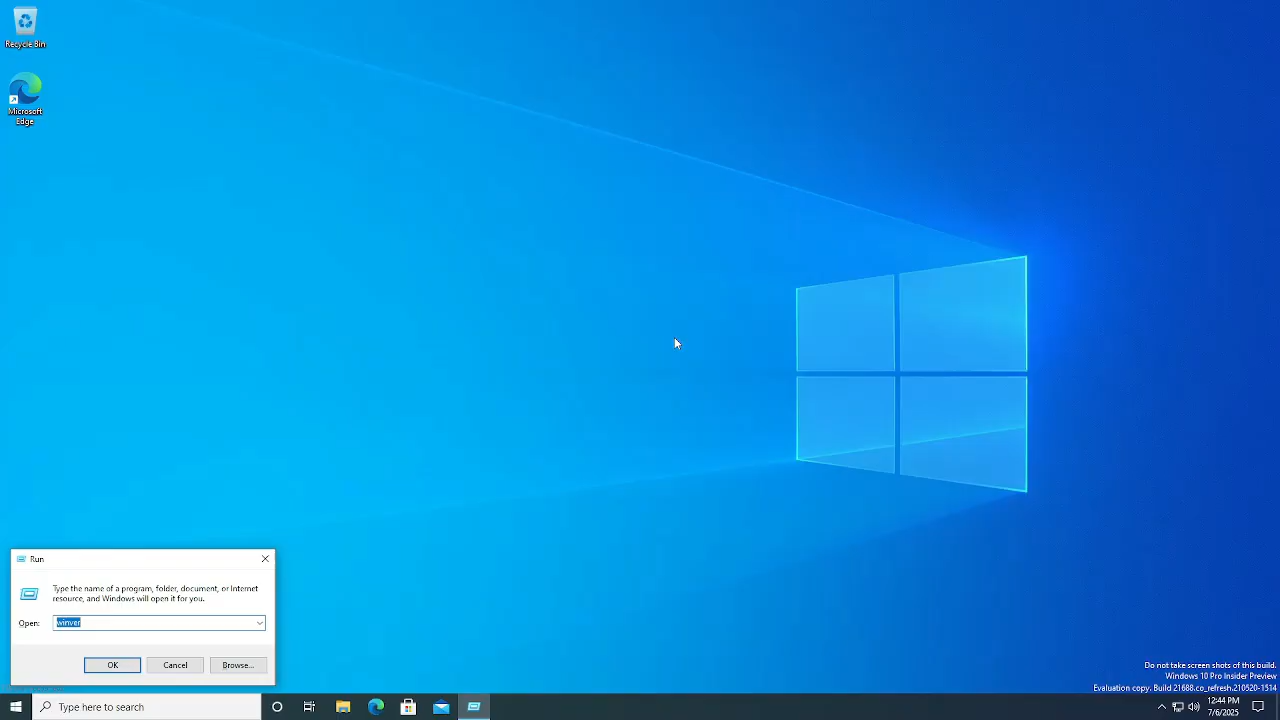 Recycle Bin
Microsoft
Edge
Run
Type the name of a program, folder, document, or Internet
resource, and Windows will open it for you.
Open:
winver
OK
Cancel
Browse...
Do not take screen shots of this build.
Windows 10 Pro Insider Preview
Evaluation copy. Build 21688.co_refresh.210520-1514
Type here to search
12:44 PM
7/6/2025